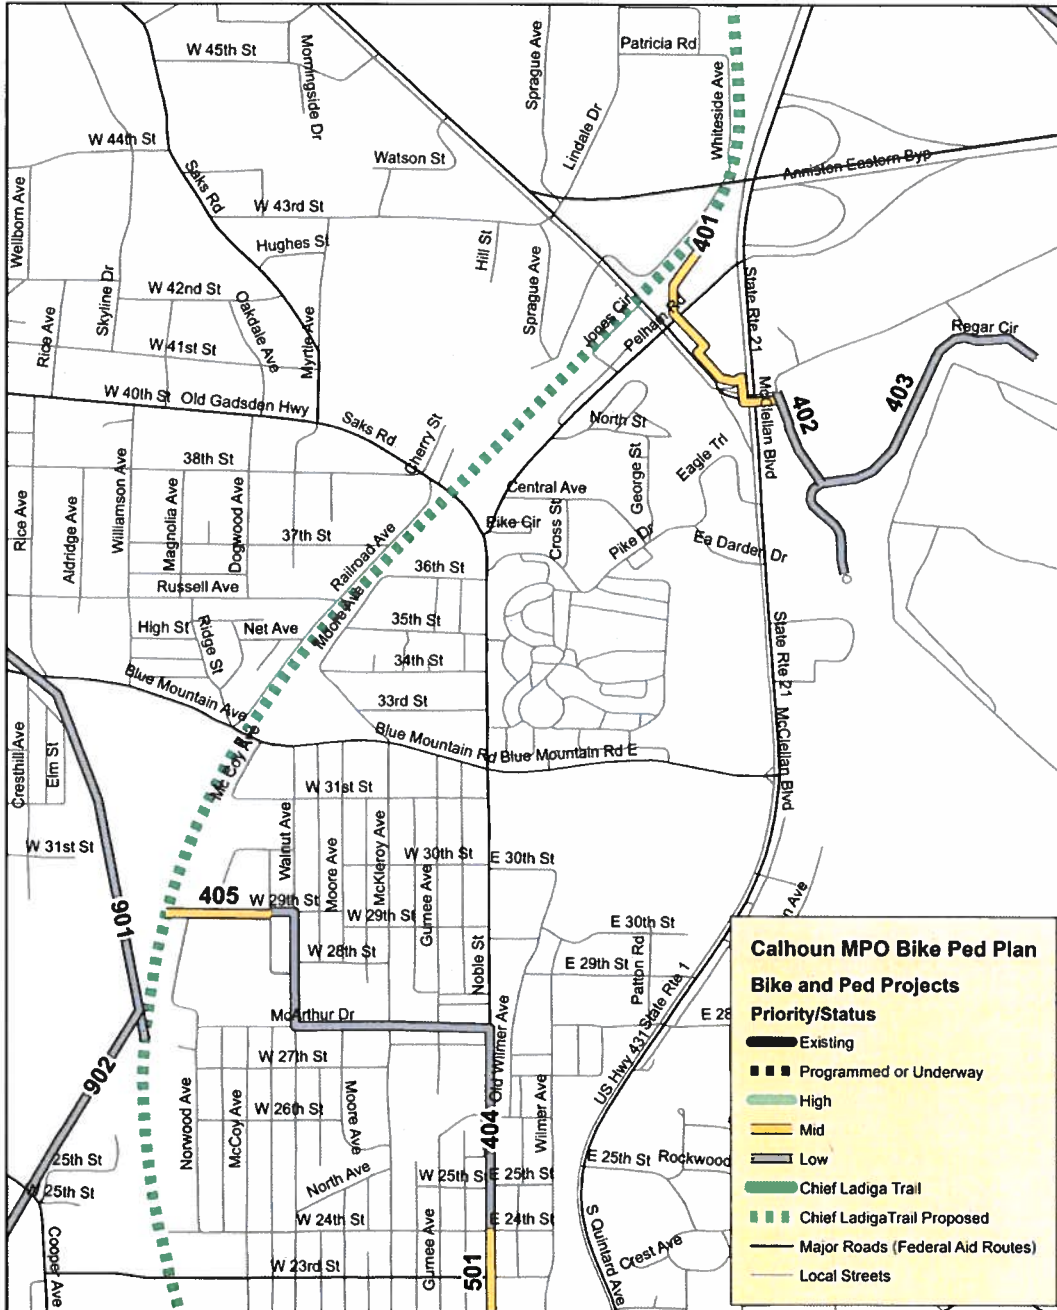 W 45th St
Morningside Dr
Sprague Ave
Patricia Rd
Whiteside Ave
Lindale Dr
W 44th St
Watson St
Anniston Eastern Byp
Saks Rd
Wellborn Ave
W 43rd St
Hughes St
Hill St
401
Skyline Dr
W 42nd St
Oakdale Ave
Sprague Ave
Jones Cir
Pelham Rd
State Rte 21
Rice Ave
W 41st St
Myrtle Ave
Regar Cir
W 40th St
Old Gadsden Hwy
Saks Rd
Cherry St
North St
McClellan Blvd
402
403
38th St
Central Ave
George St
Eagle Trl
Rice Ave
Aldridge Ave
Williamson Ave
Magnolia Ave
Dogwood Ave
37th St
Railroad Ave
Pike Cir
Cross St
Pike Dr
Ea Darden Dr
Russell Ave
36th St
Moore Ave
High St
Ridge St
Net Ave
35th St
State Rte 21
34th St
Blue Mountain Ave
33rd St
Blue Mountain Rd
Blue Mountain Rd E
McClellan Blvd
Cresthill Ave
Elm St
Mc Coy Ave
W 31st St
W 31st St
Walnut Ave
Moore Ave
McKleroy Ave
W 30th St
E 30th St
Gurnee Ave
405
W 29th St
W 29th St
901
W 28th St
Noble St
E 30th St
E 29th St
Patton Rd
State Rte 1
US Hwy 431
E 28
McArthur Dr
Old Wilmer Ave
W 27th St
902
Norwood Ave
McCoy Ave
W 26th St
Moore Ave
404
Wilmer Ave
25th St
W 25th St
North Ave
W 25th St
E 25th St
E 25th St
Rockwood
W 24th St
E 24th St
S Quintard Ave
Crest Ave
Cooper Ave
W 23rd St
Gurnee Ave
501
n Ave
Calhoun MPO Bike Ped Plan
Bike and Ped Projects
Priority/Status
Existing
Programmed or Underway
High
Mid
Low
Chief Ladiga Trail
Chief LadigaTrail Proposed
Major Roads (Federal Aid Routes)
Local Streets